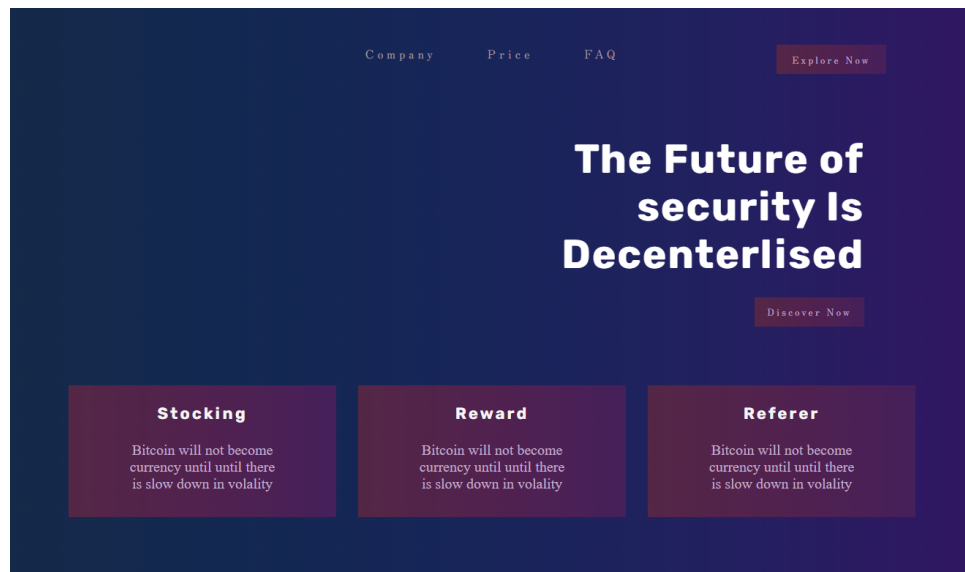 Company Price FAQ Explore Now
The Future of
security Is
Decenterlised
Discover Now
Stocking
Bitcoin will not become
currency until until there
is slow down in volality
Reward
Bitcoin will not become
currency until until there
is slow down in volality
Referer
Bitcoin will not become
currency until until there
is slow down in volality